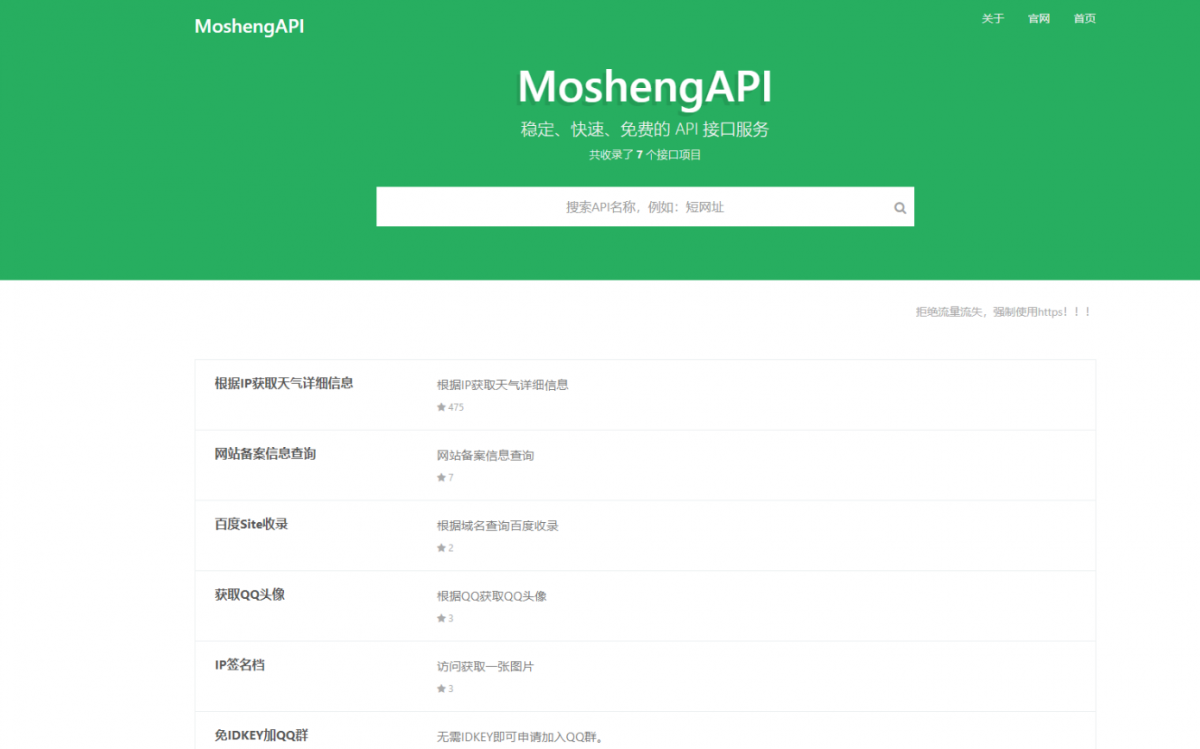 MoshengAPI
关于 官网 首页
MoshengAPI
稳定、快速、免费的 API 接口服务
共收录了 7 个接口项目
搜索API名称，例如：短网址
拒绝流量流失，强制使用https！！！
根据IP获取天气详细信息
根据IP获取天气详细信息
475
网站备案信息查询
网站备案信息查询
7
百度Site收录
根据域名查询百度收录
2
获取QQ头像
根据QQ获取QQ头像
3
IP签名档
访问获取一张图片
3
免IDKEY加QQ群
无需IDKEY即可申请加入QQ群。